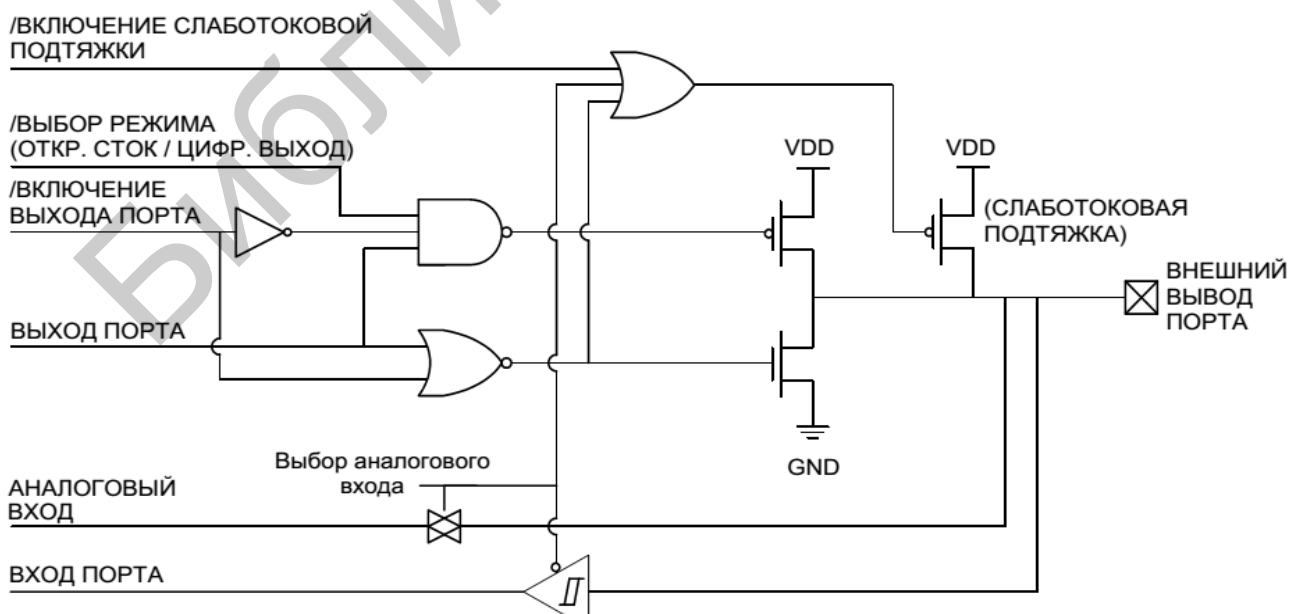 /ВКЛЮЧЕНИЕ СЛАБОТОКОВОЙ
ПОДТЯЖКИ
/ВЫБОР РЕЖИМА
(ОТКР. СТОК / ЦИФР. ВЫХОД)
/ВКЛЮЧЕНИЕ
ВЫХОДА ПОРТА
ВЫХОД ПОРТА
VDD
VDD
(СЛАБОТОКОВАЯ
ПОДТЯЖКА)
ВНЕШНИЙ
ВЫВОД
ПОРТА
GND
Выбор аналогового
входа
АНАЛОГОВЫЙ
ВХОД
ВХОД ПОРТА